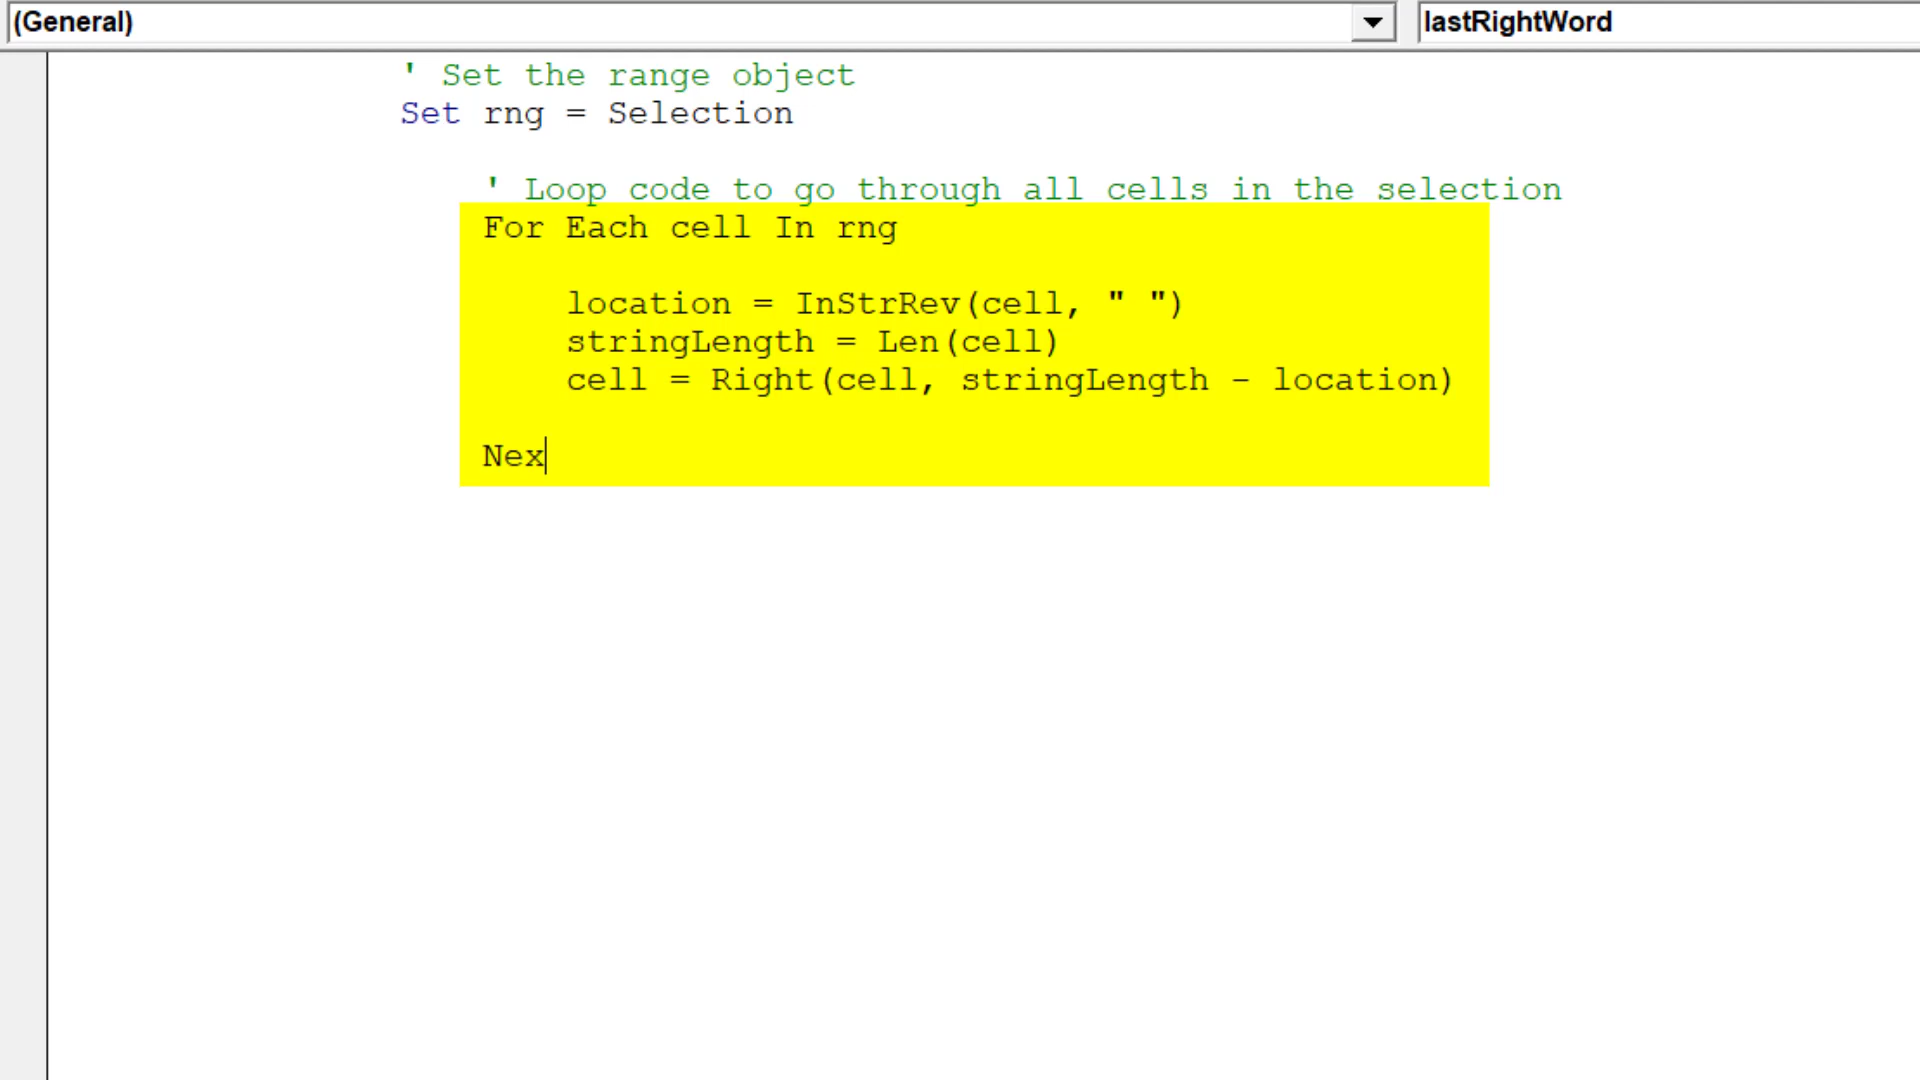 (General)
lastRightWord
' Set the range object
Set rng = Selection
' Loop code to go through all cells in the selection
For Each cell In rng
location = InStrRev(cell, " ")
stringLength = Len(cell)
cell = Right(cell, stringLength - location)
Nex